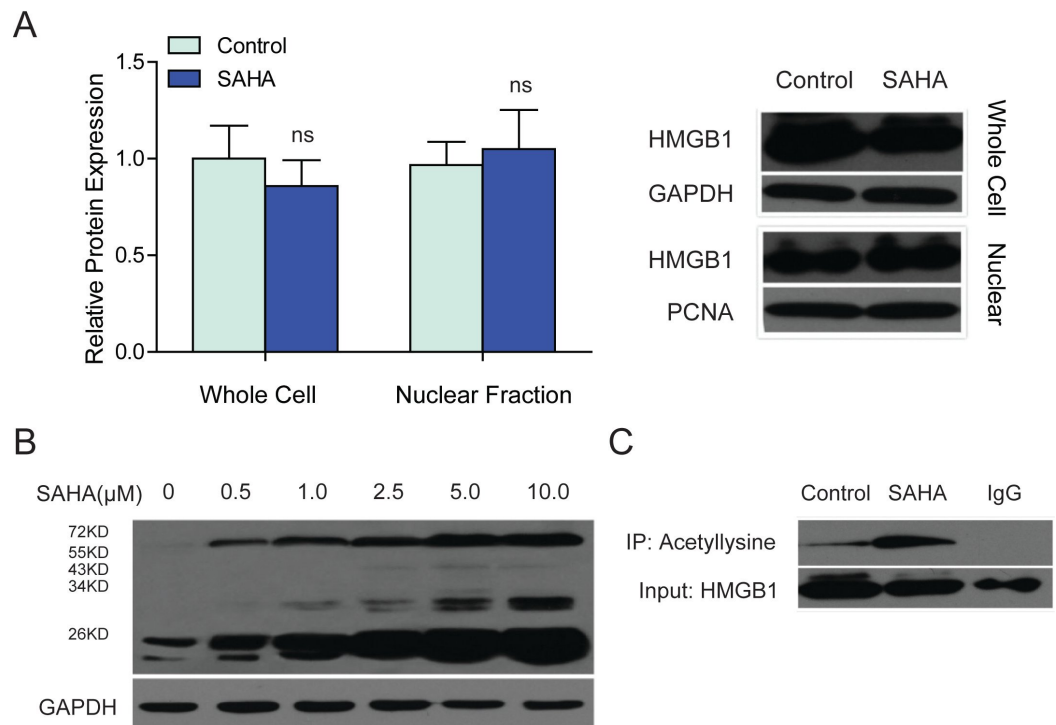 A
Control
SAHA
ns
ns
1.5
1.0
0.5
0.0
Relative Protein Expression
Whole Cell
Nuclear Fraction
Control SAHA
HMGB1
GAPDH
Whole Cell
HMGB1
PCNA
Nuclear
B
SAHA(µM) 0 0.5 1.0 2.5 5.0 10.0
72KD
55KD
43KD
34KD
26KD
GAPDH
C
Control SAHA IgG
IP: Acetyllysine
Input: HMGB1